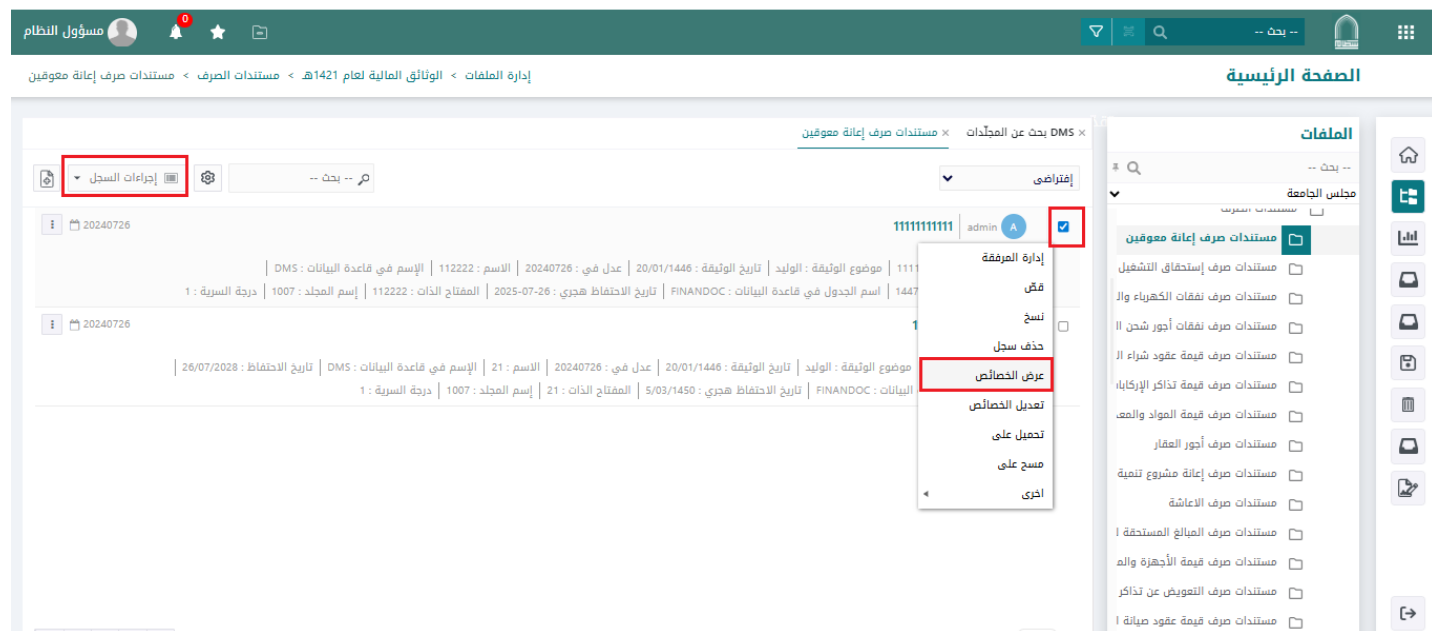 -- بحث --
0
مسؤول النظام
الصفحة الرئيسية
إدارة الملفات > الوثائق المالية لعام 1421هـ > مستندات الصرف > مستندات صرف إعانة معوقين
الملفات
-- بحث --
مجلس الجامعة
مستندات الصرف
مستندات صرف إعانة معوقين
مستندات صرف إستحقاق التشغيل
مستندات صرف نفقات الكهرباء وال
مستندات صرف نفقات أجور شحن ا
مستندات صرف قيمة عقود شراء ال
مستندات صرف قيمة تذاكر الإركابا
مستندات صرف قيمة المواد والمعد
مستندات صرف أجور العقار
مستندات صرف إعانة مشروع تنمية
مستندات صرف الاعاشة
مستندات صرف المبالغ المستحقة ا
مستندات صرف قيمة الأجهزة والم
مستندات صرف التعويض عن تذاكر
مستندات صرف قيمة عقود صيانة ا
× DMS بحث عن المجلّدات × مستندات صرف إعانة معوقين
إفتراضي
-- بحث --
إجراءات السجل
A admin | 11111111111
20240726
1111 | موضوع الوثيقة : الوليد | تاريخ الوثيقة : 20/01/1446 | عدل في : 20240726 | الاسم : 112222 | الإسم في قاعدة البيانات : DMS |
1447 | اسم الجدول في قاعدة البيانات : FINANDOC | تاريخ الاحتفاظ هجري : 26-07-2025 | المفتاح الذات : 112222 | إسم المجلد : 1007 | درجة السرية : 1
1
20240726
موضوع الوثيقة : الوليد | تاريخ الوثيقة : 20/01/1446 | عدل في : 20240726 | الاسم : 21 | الإسم في قاعدة البيانات : DMS | تاريخ الاحتفاظ : 26/07/2028 |
البيانات : FINANDOC | تاريخ الاحتفاظ هجري : 5/03/1450 | المفتاح الذات : 21 | إسم المجلد : 1007 | درجة السرية : 1
إدارة المرفقة
قصّ
نسخ
حذف سجل
عرض الخصائص
تعديل الخصائص
تحميل على
مسح على
اخرى